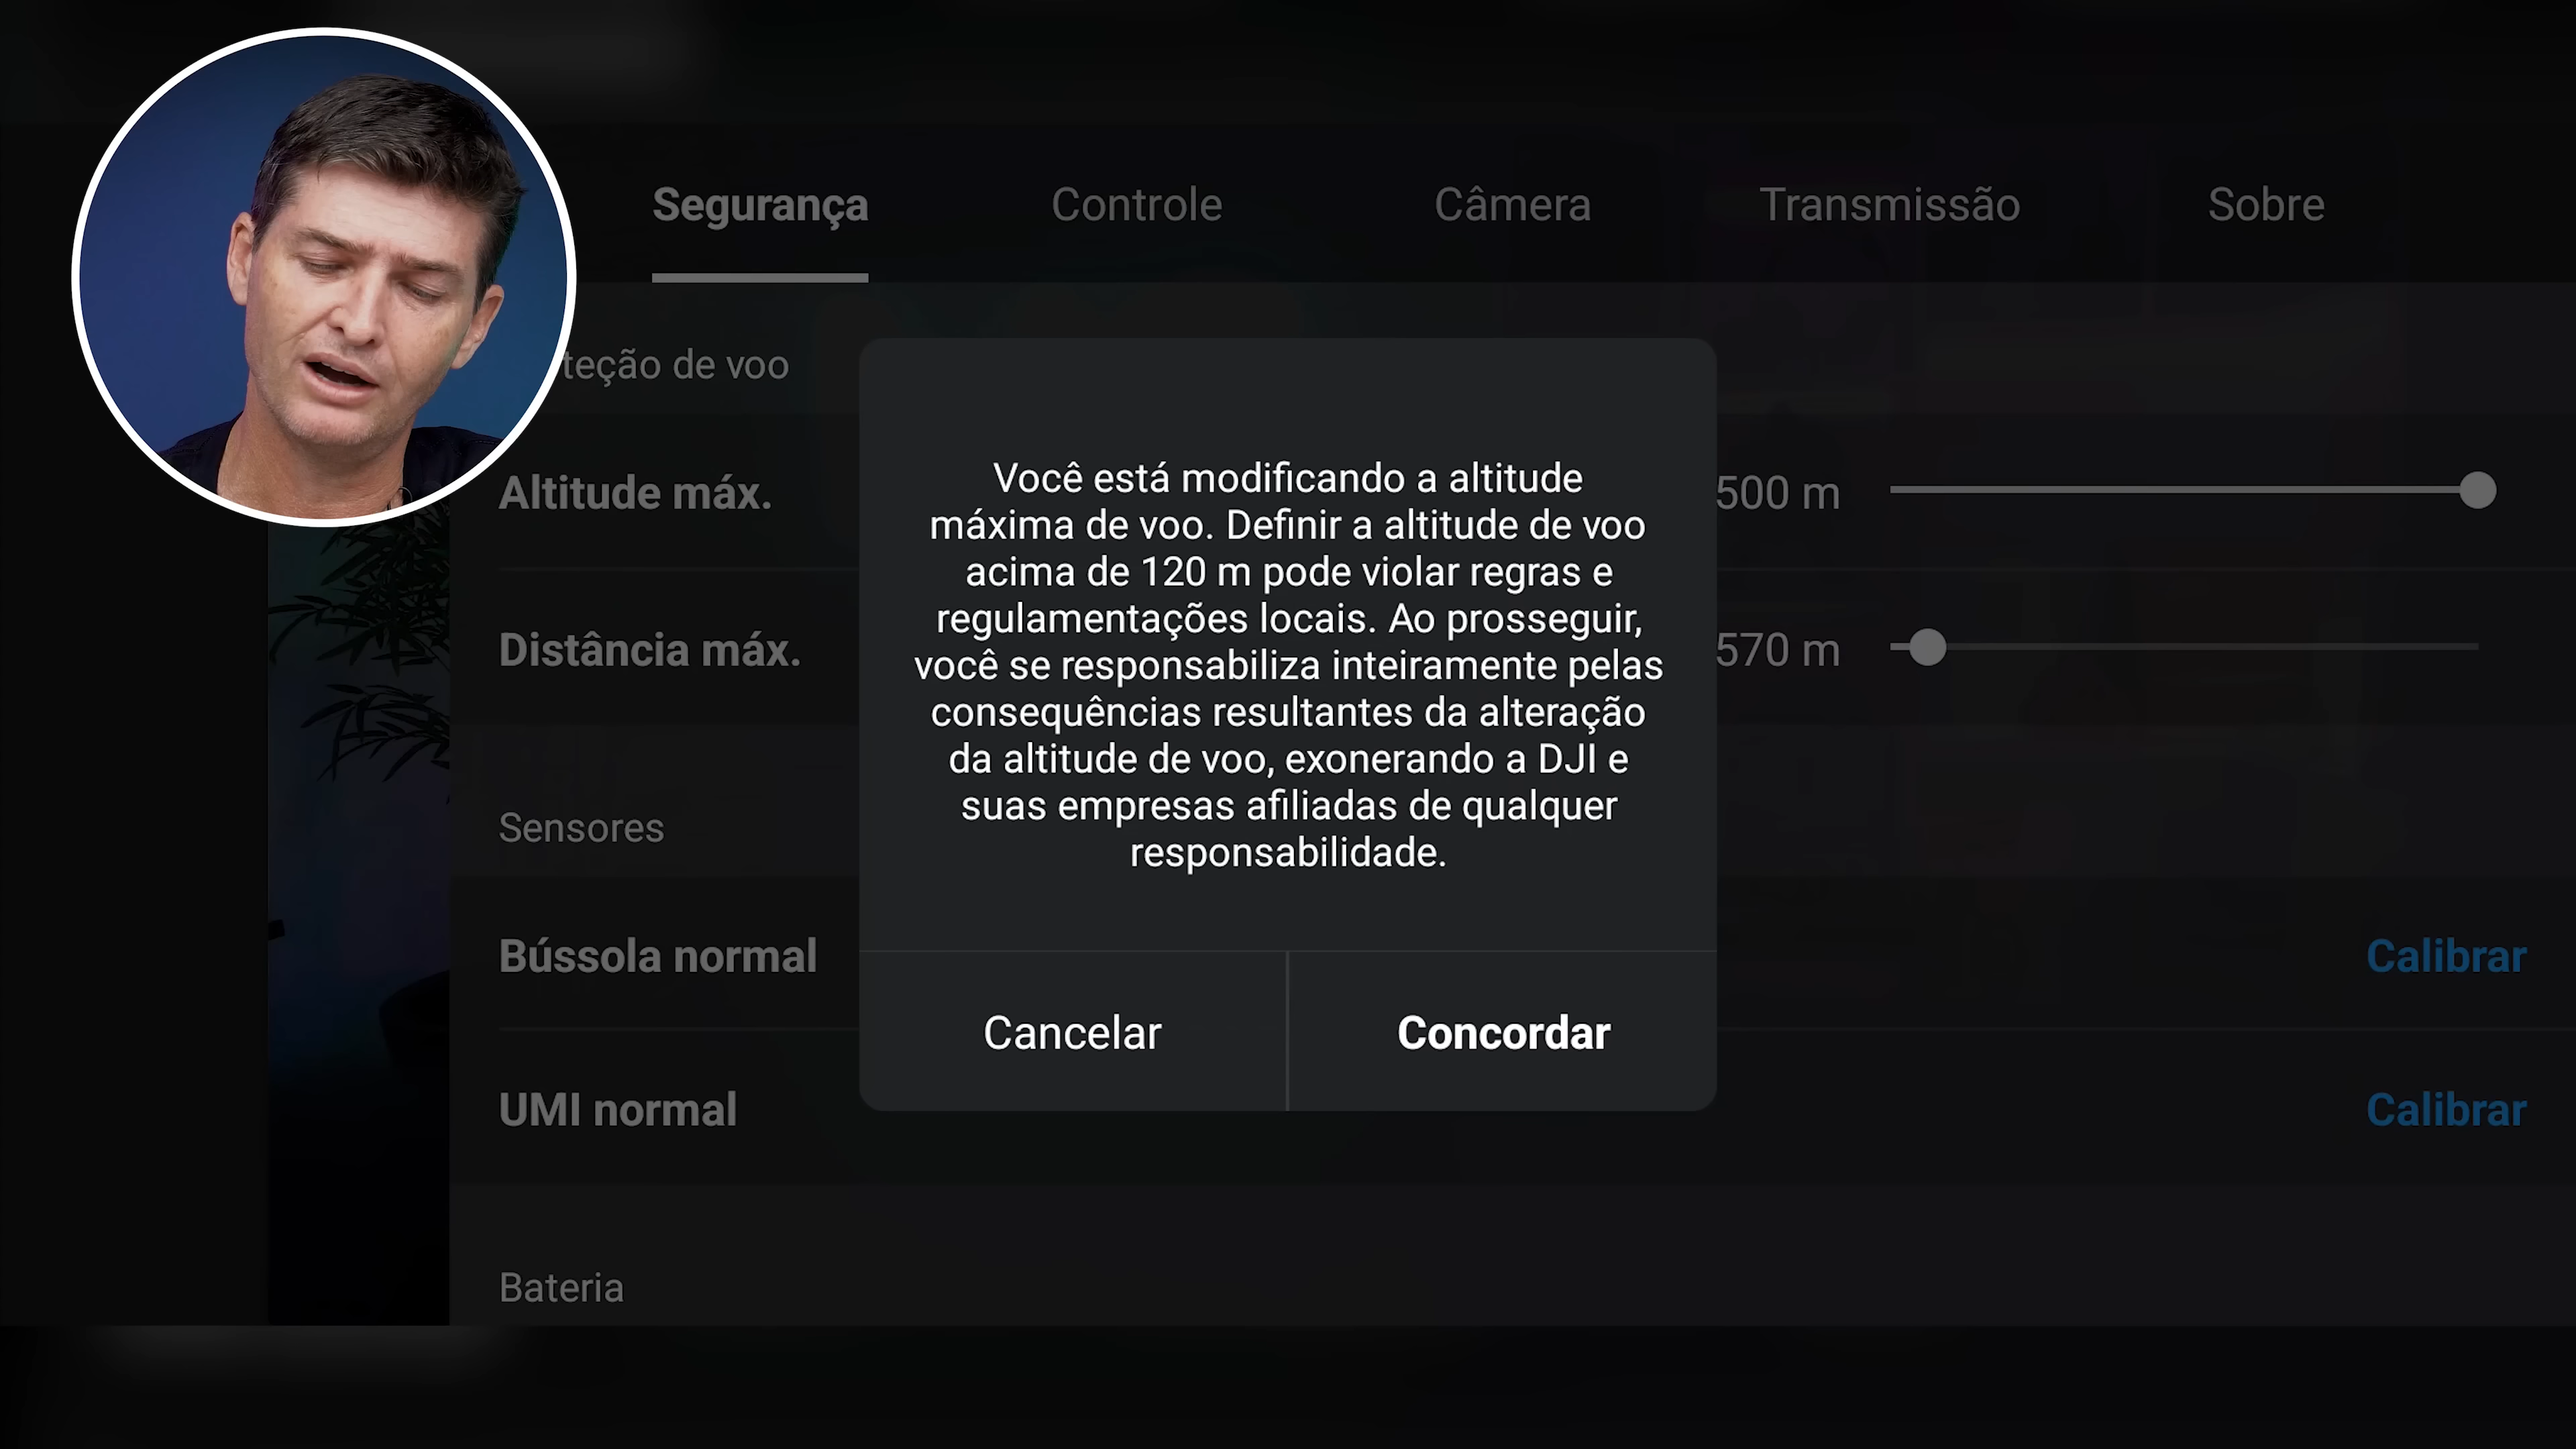 Segurança
Controle
Câmera
Transmissão
Sobre
teção de voo
Altitude máx.
500 m
Distância máx.
570 m
Você está modificando a altitude
máxima de voo. Definir a altitude de voo
acima de 120 m pode violar regras e
regulamentações locais. Ao prosseguir,
você se responsabiliza inteiramente pelas
consequências resultantes da alteração
da altitude de voo, exonerando a DJI e
suas empresas afiliadas de qualquer
responsabilidade.
Cancelar
Concordar
Sensores
Bússola normal
Calibrar
UMI normal
Calibrar
Bateria